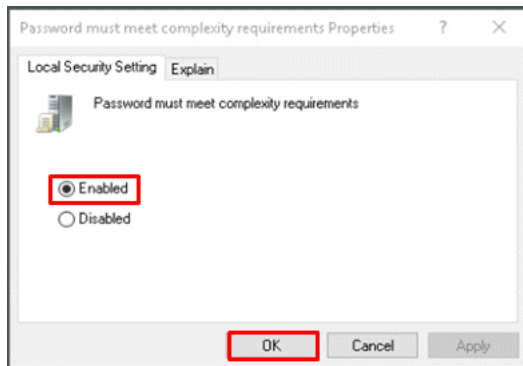 Password must meet complexity requirements Properties ?
Local Security Setting Explain
Password must meet complexity requirements
Enabled
Disabled
OK Cancel Apply